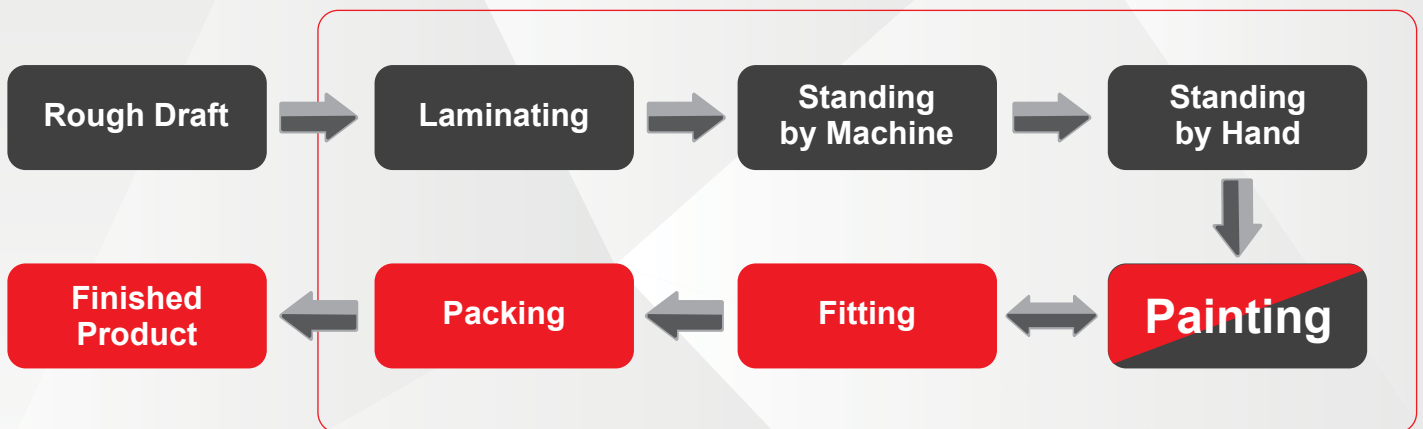 Rough Draft
Laminating
Standing
by Machine
Standing
by Hand
Finished
Product
Packing
Fitting
Painting